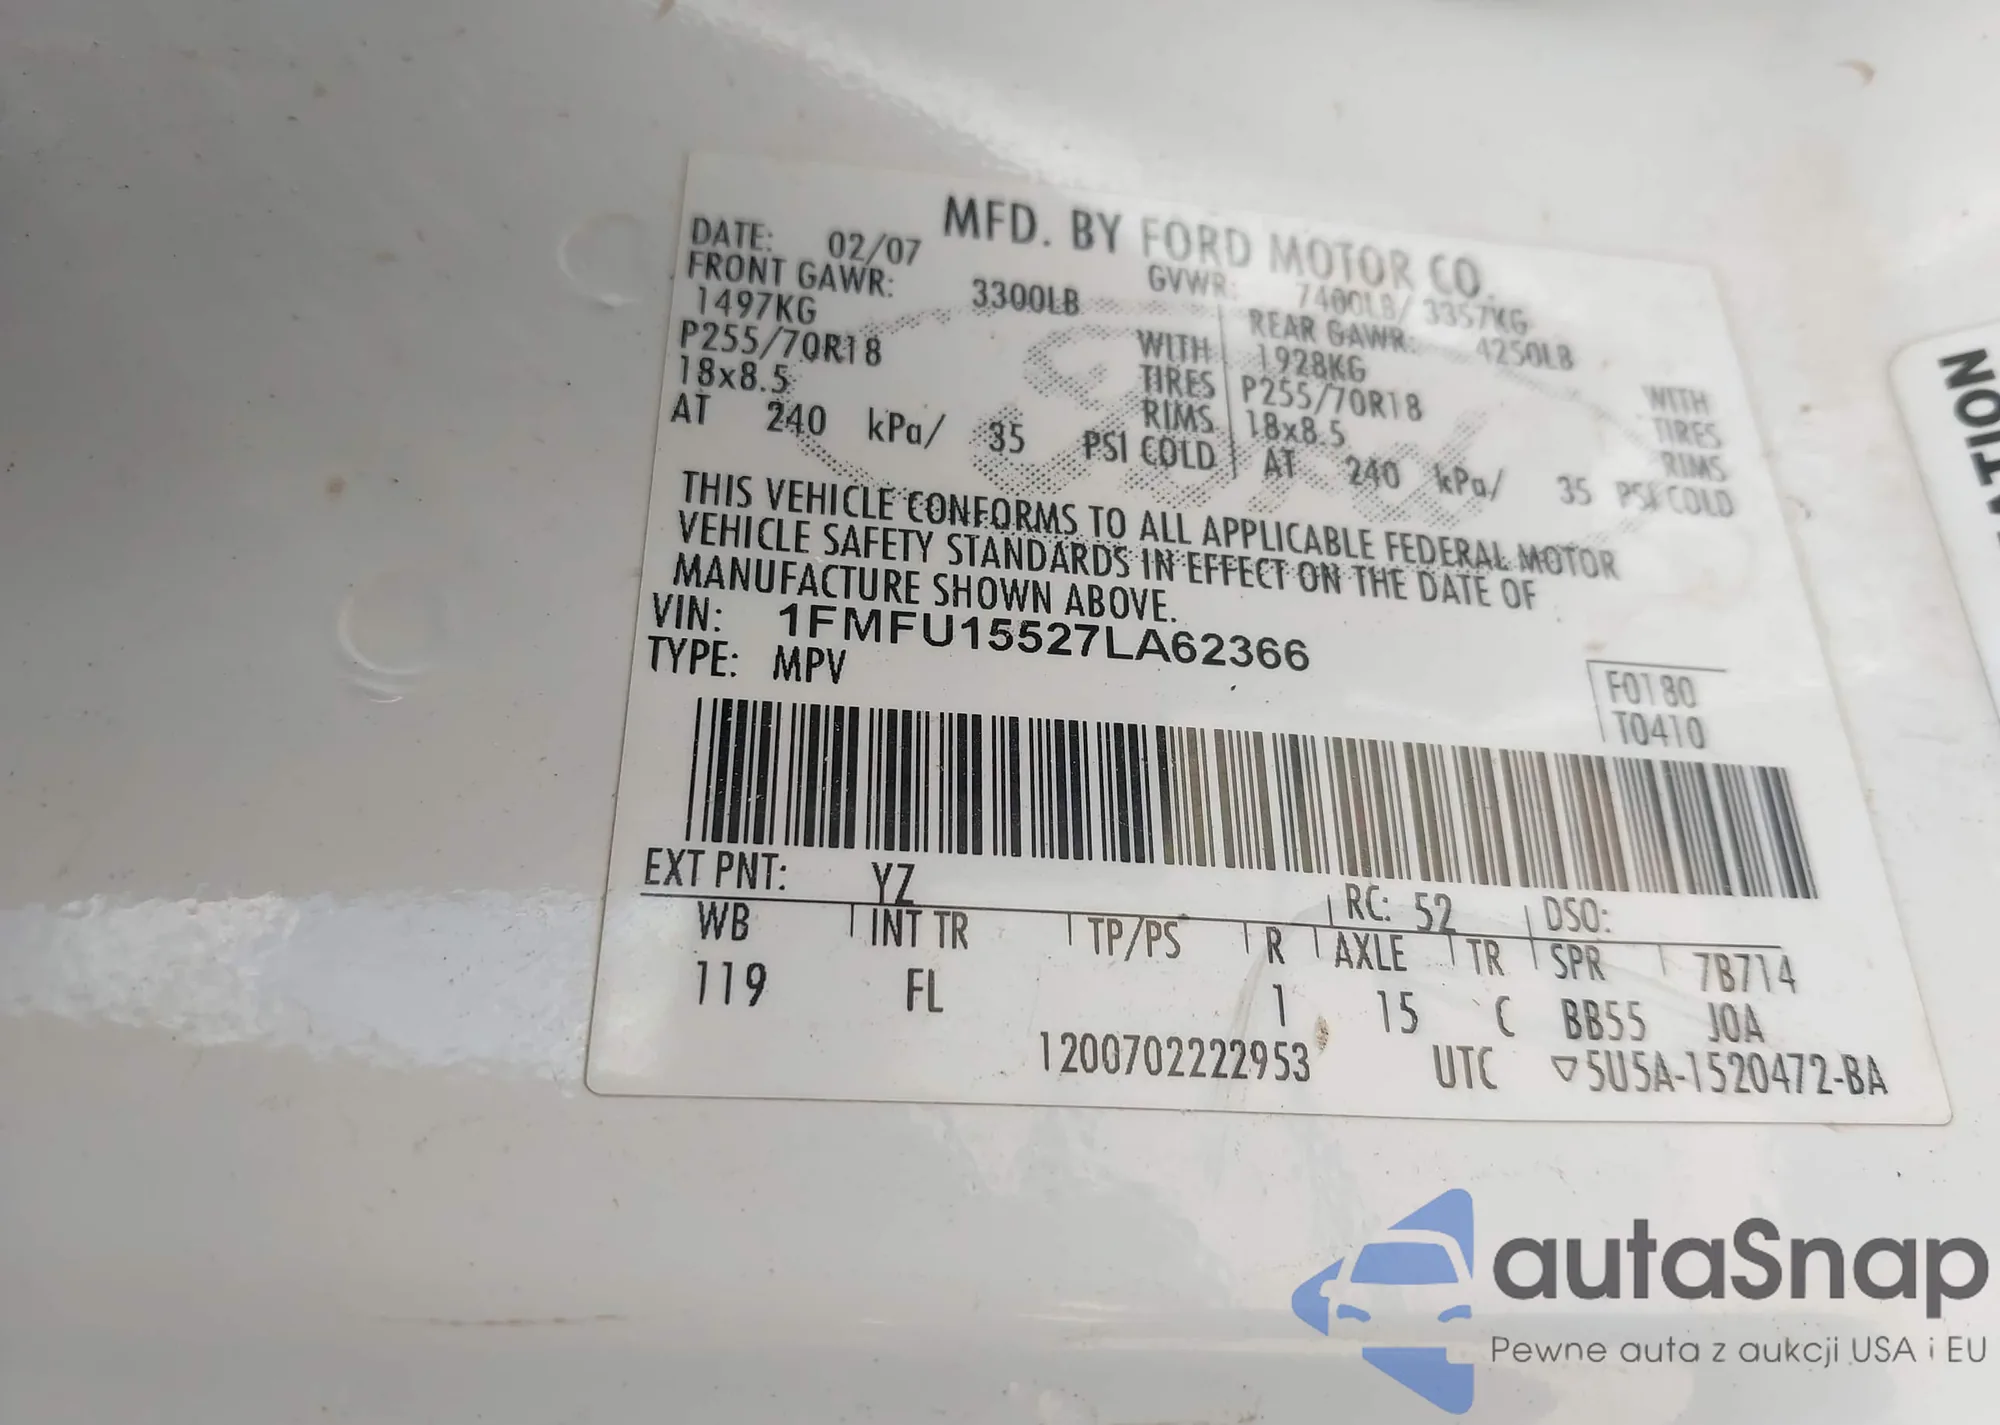 MFD. BY FORD MOTOR CO.
DATE: 02/07 GVWR: 7400LB/ 3357KG
FRONT GAWR: 3300LB REAR GAWR: 4250LB
1497KG WITH 1928KG WITH
P255/70R18 TIRES P255/70R18 TIRES
18x8.5 RIMS 18x8.5 RIMS
AT 240 kPa/ 35 PSI COLD AT 240 kPa/ 35 PSI COLD
THIS VEHICLE CONFORMS TO ALL APPLICABLE FEDERAL MOTOR
VEHICLE SAFETY STANDARDS IN EFFECT ON THE DATE OF
MANUFACTURE SHOWN ABOVE.
VIN: 1FMFU15527LA62366
TYPE: MPV
F0180
T0410
EXT PNT: YZ RC: 52 DSO:
WB INT TR TP/PS R AXLE TR SPR 7B714
119 FL 1 15 C BB55 JOA
1200702222953 UTC ▽5U5A-1520472-BA
Ford
autaSnap
Pewne auta z aukcji USA i EU